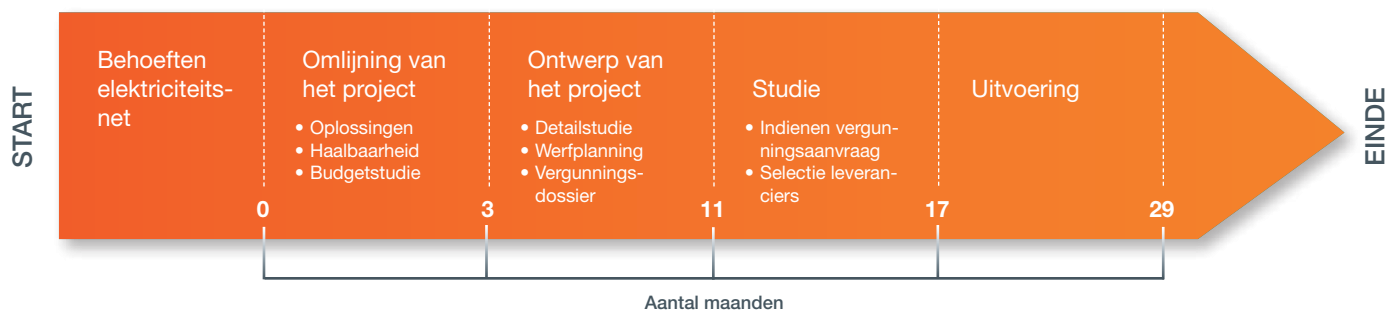 START
Behoeften
elektriciteits-
net
Omlijning van
het project
• Oplossingen
• Haalbaarheid
• Budgetstudie
Ontwerp van
het project
• Detailstudie
• Werfplanning
• Vergunnings-
dossier
Studie
• Indienen vergun-
ningsaanvraag
• Selectie leveran-
ciers
Uitvoering
EINDE
0
3
11
17
29
Aantal maanden